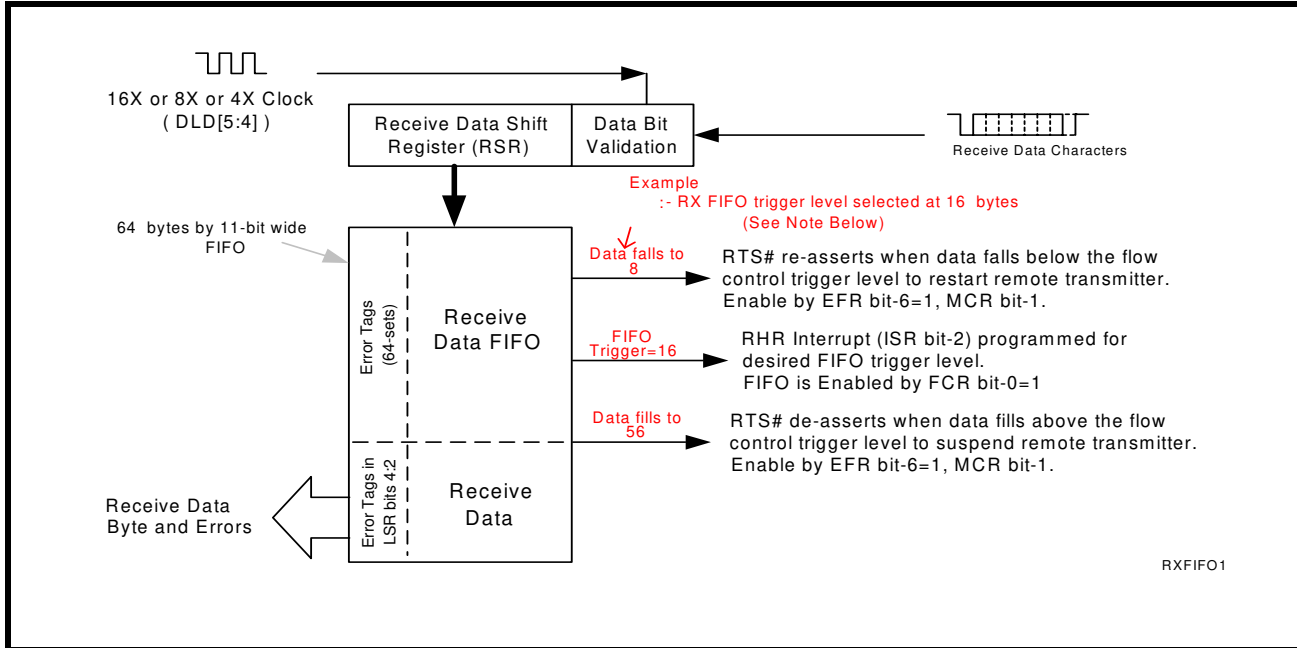 16X or 8X or 4X Clock
( DLD[5:4] )
Receive Data Shift
Register (RSR)
Data Bit
Validation
Receive Data Characters
Example
:- RX FIFO trigger level selected at 16 bytes
(See Note Below)
64 bytes by 11-bit wide
FIFO
Data falls to
8
RTS# re-asserts when data falls below the flow
control trigger level to restart remote transmitter.
Enable by EFR bit-6=1, MCR bit-1.
Error Tags
(64-sets)
Receive
Data FIFO
FIFO
Trigger=16
RHR Interrupt (ISR bit-2) programmed for
desired FIFO trigger level.
FIFO is Enabled by FCR bit-0=1
Data fills to
56
RTS# de-asserts when data fills above the flow
control trigger level to suspend remote transmitter.
Enable by EFR bit-6=1, MCR bit-1.
Error Tags in
LSR bits 4:2
Receive
Data
Receive Data
Byte and Errors
RXFIFO1